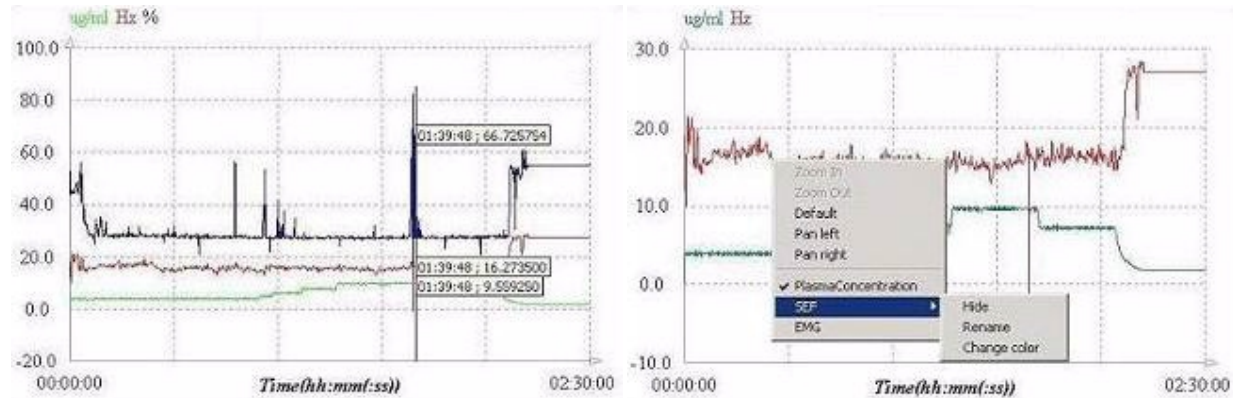 ug/ml Hz %
100.0
80.0
60.0
40.0
20.0
0.0
-20.0
01:39:48 ; 66.725754
01:39:48 ; 16.273500
01:39:48 ; 9.559250
00:00:00
Time(hh:mm(:ss))
02:30:00
ug/ml Hz
30.0
20.0
10.0
0.0
-10.0
Zoom In
Zoom Out
Default
Pan left
Pan right
PlasmaConcentration
SEF
EMG
Hide
Rename
Change color
00:00:00
Time(hh:mm(:ss))
02:30:00